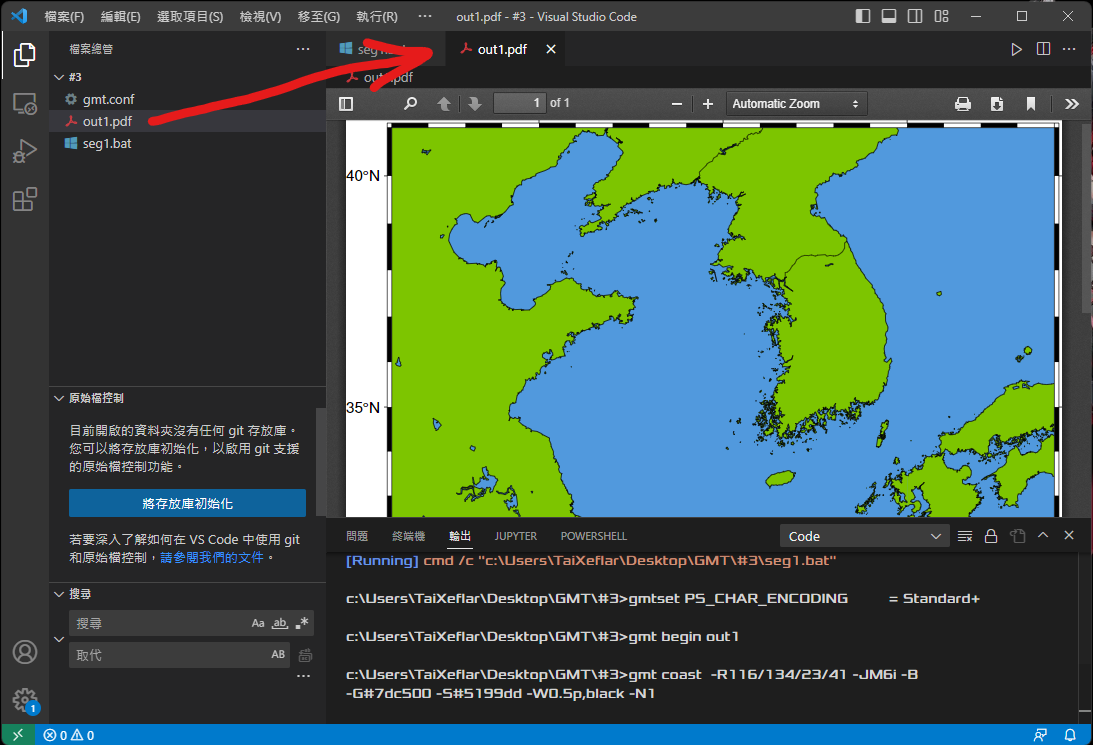 檔案(F) 編輯(E) 選取項目(S) 檢視(V) 移至(G) 執行(R) ··· out1.pdf - #3 - Visual Studio Code
檔案總管 ···
#3
gmt.conf
out1.pdf
seg1.bat
原始檔控制
目前開啟的資料夾沒有任何 git 存放庫。
您可以將存放庫初始化，以啟用 git 支援
的原始檔控制功能。
將存放庫初始化
若要深入了解如何在 VS Code 中使用 git
和原始檔控制，請參閱我們的文件。
搜尋
搜尋 Aa ab .*
取代 AB
···
out1.pdf
out1.pdf
1 of 1 Automatic Zoom
40°N
35°N
問題 終端機 輸出 JUPYTER POWERSHELL Code
[Running] cmd /c "c:\Users\TaiXeflar\Desktop\GMT\#3\seg1.bat"
c:\Users\TaiXeflar\Desktop\GMT\#3>gmtset PS_CHAR_ENCODING = Standard+
c:\Users\TaiXeflar\Desktop\GMT\#3>gmt begin out1
c:\Users\TaiXeflar\Desktop\GMT\#3>gmt coast -R116/134/23/41 -JM6i -B
-G#7dc500 -S#5199dd -W0.5p,black -N1
1
0 0